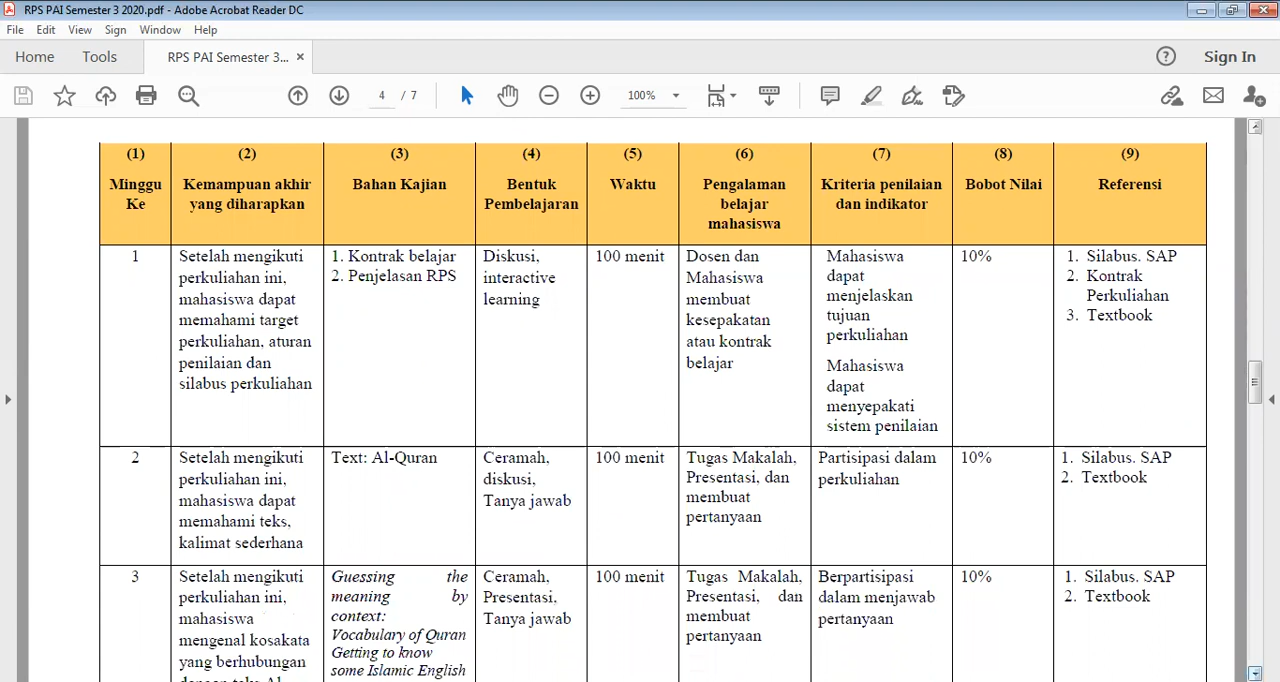 RPS PAI Semester 3 2020.pdf - Adobe Acrobat Reader DC
File Edit View Sign Window Help
Home Tools RPS PAI Semester 3... × Sign In
4 / 7 100%
(1) (2) (3) (4) (5) (6) (7) (8) (9)
Minggu Ke
Kemampuan akhir yang diharapkan
Bahan Kajian
Bentuk Pembelajaran
Waktu
Pengalaman belajar mahasiswa
Kriteria penilaian dan indikator
Bobot Nilai
Referensi
1
Setelah mengikuti
perkuliahan ini,
mahasiswa dapat
memahami target
perkuliahan, aturan
penilaian dan
silabus perkuliahan
1. Kontrak belajar
2. Penjelasan RPS
Diskusi,
interactive
learning
100 menit
Dosen dan
Mahasiswa
membuat
kesepakatan
atau kontrak
belajar
Mahasiswa
dapat
menjelaskan
tujuan
perkuliahan
Mahasiswa
dapat
menyepakati
sistem penilaian
10%
1. Silabus. SAP
2. Kontrak
Perkuliahan
3. Textbook
2
Setelah mengikuti
perkuliahan ini,
mahasiswa dapat
memahami teks,
kalimat sederhana
Text: Al-Quran
Ceramah,
diskusi,
Tanya jawab
100 menit
Tugas Makalah,
Presentasi, dan
membuat
pertanyaan
Partisipasi dalam
perkuliahan
10%
1. Silabus. SAP
2. Textbook
3
Setelah mengikuti
perkuliahan ini,
mahasiswa
mengenal kosakata
yang berhubungan
Guessing the
meaning by
context:
Vocabulary of Quran
Getting to know
some Islamic English
Ceramah,
Presentasi,
Tanya jawab
100 menit
Tugas Makalah,
Presentasi, dan
membuat
pertanyaan
Berpartisipasi
dalam menjawab
pertanyaan
10%
1. Silabus. SAP
2. Textbook